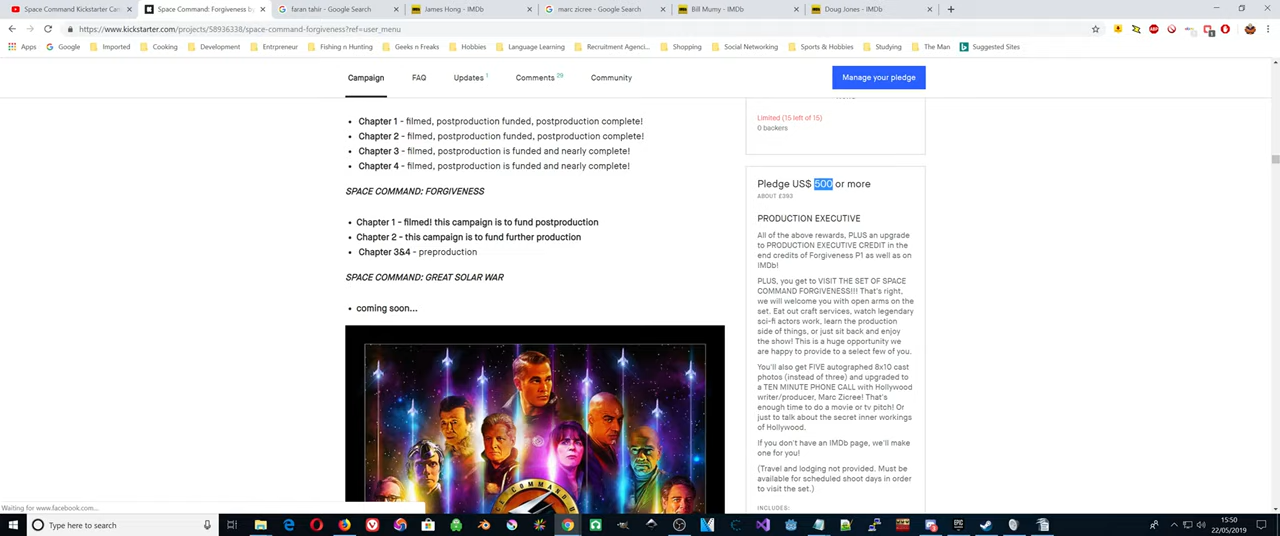 Space Command Kickstarter Car
Space Command: Forgiveness b
faran tahir - Google Search
James Hong - IMDb
marc zicree - Google Search
Bill Mumy - IMDb
Doug Jones - IMDb
https://www.kickstarter.com/projects/58936338/space-command-forgiveness?ref=user_menu
Apps
Google
Imported
Cooking
Development
Entrpreneur
Fishing n Hunting
Geeks n Freaks
Hobbies
Language Learning
Recruitment Agenci...
Shopping
Social Networking
Sports & Hobbies
Studying
The Man
Suggested Sites
Campaign
FAQ
Updates 1
Comments 29
Community
Manage your pledge
• Chapter 1 - filmed, postproduction funded, postproduction complete!
• Chapter 2 - filmed, postproduction funded, postproduction complete!
• Chapter 3 - filmed, postproduction is funded and nearly complete!
• Chapter 4 - filmed, postproduction is funded and nearly complete!
SPACE COMMAND: FORGIVENESS
• Chapter 1 - filmed! this campaign is to fund postproduction
• Chapter 2 - this campaign is to fund further production
• Chapter 3&4 - preproduction
SPACE COMMAND: GREAT SOLAR WAR
• coming soon...
Limited (15 left of 15)
0 backers
Pledge US$ 500 or more
ABOUT £393
PRODUCTION EXECUTIVE
All of the above rewards, PLUS an upgrade
to PRODUCTION EXECUTIVE CREDIT in the
end credits of Forgiveness P1 as well as on
IMDb!
PLUS, you get to VISIT THE SET OF SPACE
COMMAND FORGIVENESS!!! That's right,
we will welcome you with open arms on the
set. Eat out craft services, watch legendary
sci-fi actors work, learn the production
side of things, or just sit back and enjoy
the show! This is a huge opportunity we
are happy to provide to a select few of you.
You'll also get FIVE autographed 8x10 cast
photos (instead of three) and upgraded to
a TEN MINUTE PHONE CALL with Hollywood
writer/producer, Marc Zicree! That's
enough time to do a movie or tv pitch! Or
just to talk about the secret inner workings
of Hollywood.
If you don't have an IMDb page, we'll make
one for you!
(Travel and lodging not provided. Must be
available for scheduled shoot days in order
to visit the set.)
INCLUDES:
Waiting for www.facebook.com...
Type here to search
15:50
22/05/2019